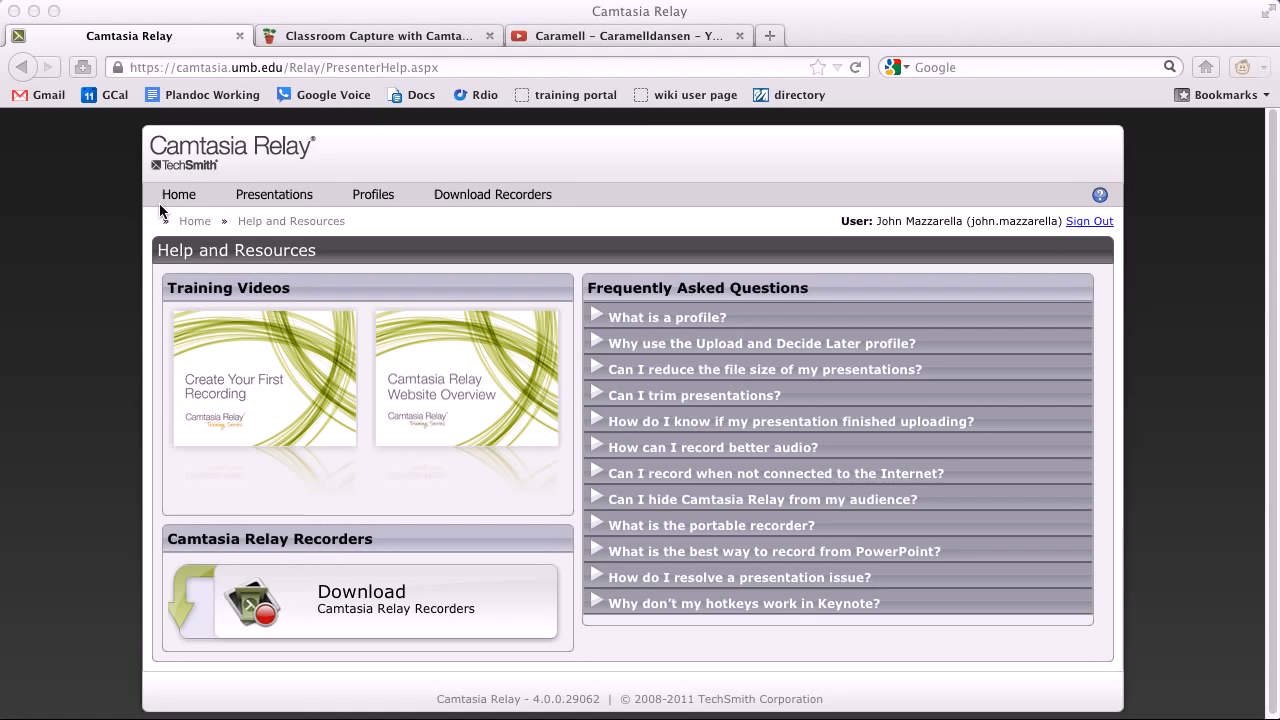 Camtasia Relay
Camtasia Relay
Classroom Capture with Camta...
Caramell – Caramelldansen – Y...
https://camtasia.umb.edu/Relay/PresenterHelp.aspx
Google
Gmail
11 GCal
Plandoc Working
Google Voice
Docs
Rdio
training portal
wiki user page
directory
Bookmarks
Camtasia Relay®
TechSmith®
Home
Presentations
Profiles
Download Recorders
?
» Home » Help and Resources
User: John Mazzarella (john.mazzarella) Sign Out
Help and Resources
Training Videos
Create Your First
Recording
Camtasia Relay
Training Series
Camtasia Relay
Website Overview
Camtasia Relay
Training Series
Camtasia Relay Recorders
Download
Camtasia Relay Recorders
Frequently Asked Questions
What is a profile?
Why use the Upload and Decide Later profile?
Can I reduce the file size of my presentations?
Can I trim presentations?
How do I know if my presentation finished uploading?
How can I record better audio?
Can I record when not connected to the Internet?
Can I hide Camtasia Relay from my audience?
What is the portable recorder?
What is the best way to record from PowerPoint?
How do I resolve a presentation issue?
Why don't my hotkeys work in Keynote?
Camtasia Relay - 4.0.0.29062 | © 2008-2011 TechSmith Corporation